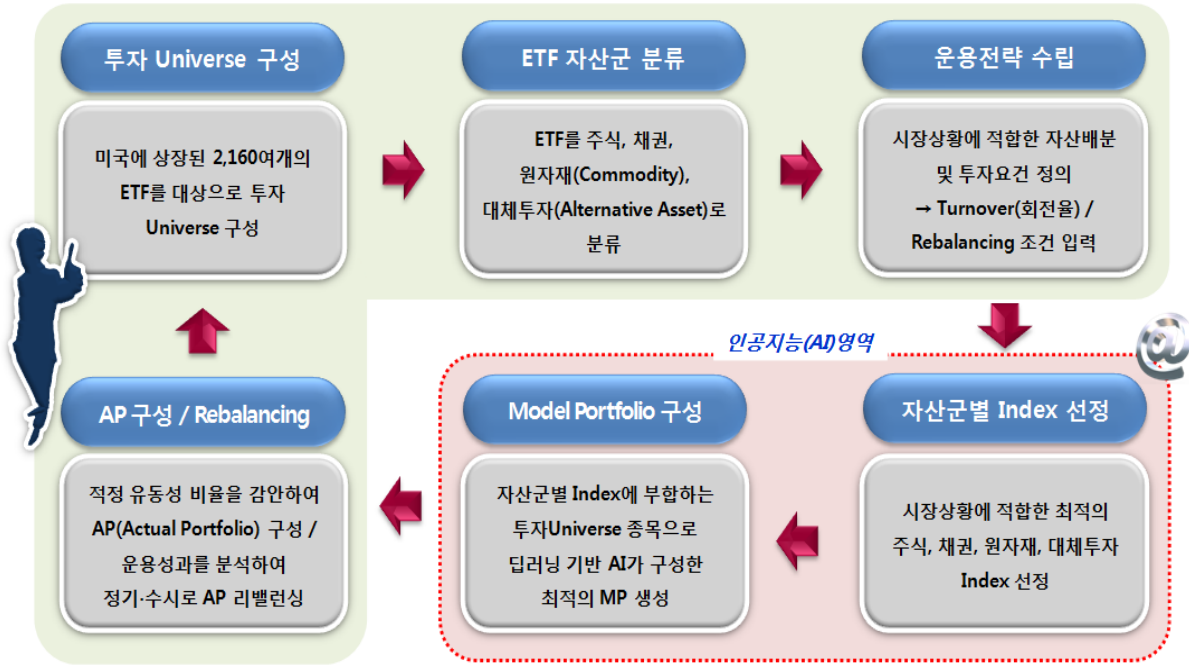 투자 Universe 구성
미국에 상장된 2,160여개의
ETF를 대상으로 투자
Universe 구성
ETF 자산군 분류
ETF를 주식, 채권,
원자재(Commodity),
대체투자(Alternative Asset)로
분류
운용전략 수립
시장상황에 적합한 자산배분
및 투자요건 정의
→ Turnover(회전율) /
Rebalancing 조건 입력
인공지능(AI)영역
@
자산군별 Index 선정
시장상황에 적합한 최적의
주식, 채권, 원자재, 대체투자
Index 선정
Model Portfolio 구성
자산군별 Index에 부합하는
투자Universe 종목으로
딥러닝 기반 AI가 구성한
최적의 MP 생성
AP 구성 / Rebalancing
적정 유동성 비율을 감안하여
AP(Actual Portfolio) 구성 /
운용성과를 분석하여
정기·수시로 AP 리밸런싱